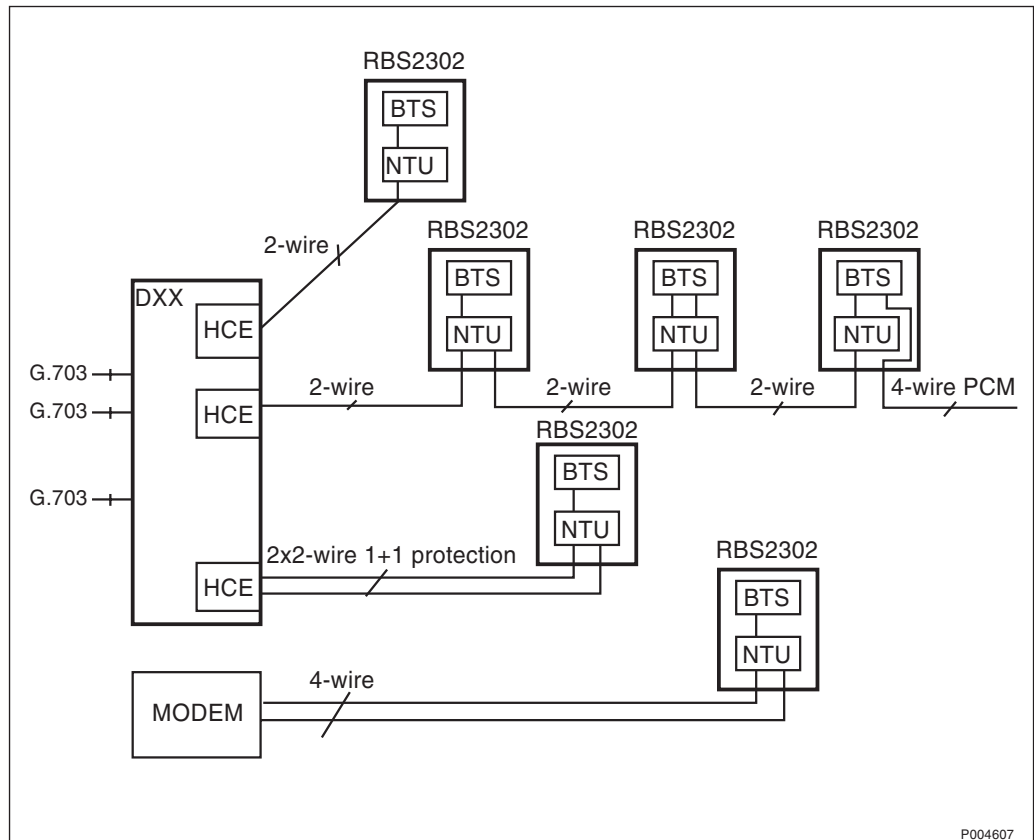 RBS2302
BTS
NTU
2-wire
RBS2302
RBS2302
RBS2302
BTS
BTS
BTS
NTU
NTU
NTU
DXX
HCE
G.703
G.703
G.703
HCE
2-wire
2-wire
2-wire
4-wire PCM
RBS2302
BTS
NTU
2x2-wire 1+1 protection
HCE
RBS2302
BTS
NTU
4-wire
MODEM
P004607